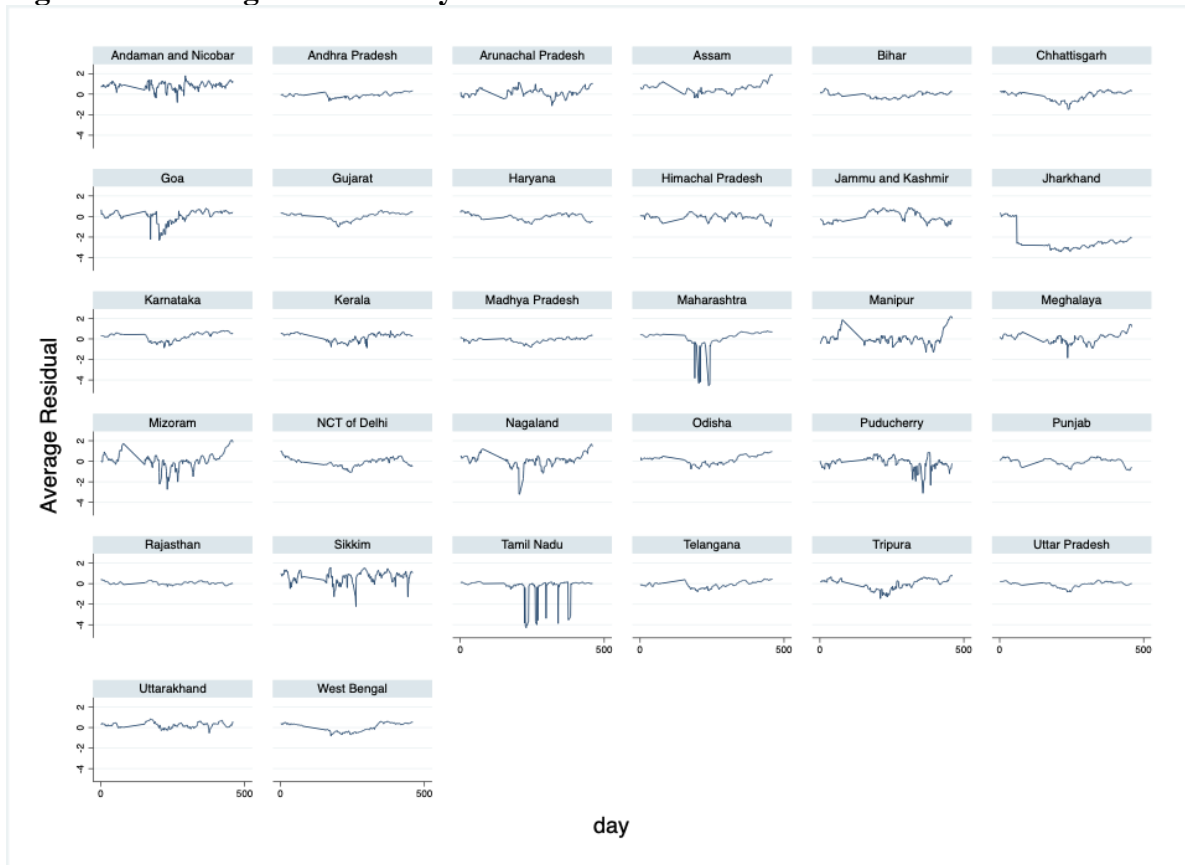 Andaman and Nicobar Andhra Pradesh Arunachal Pradesh Assam Bihar Chhattisgarh
2
0
-2
-4
Goa Gujarat Haryana Himachal Pradesh Jammu and Kashmir Jharkhand
2
0
-2
-4
Karnataka Kerala Madhya Pradesh Maharashtra Manipur Meghalaya
2
0
-2
-4
Average Residual
Mizoram NCT of Delhi Nagaland Odisha Puducherry Punjab
2
0
-2
-4
Rajasthan Sikkim Tamil Nadu Telangana Tripura Uttar Pradesh
2
0
-2
-4
0 500 0 500 0 500 0 500
Uttarakhand West Bengal
2
0
-2
-4
0 500 0 500
day